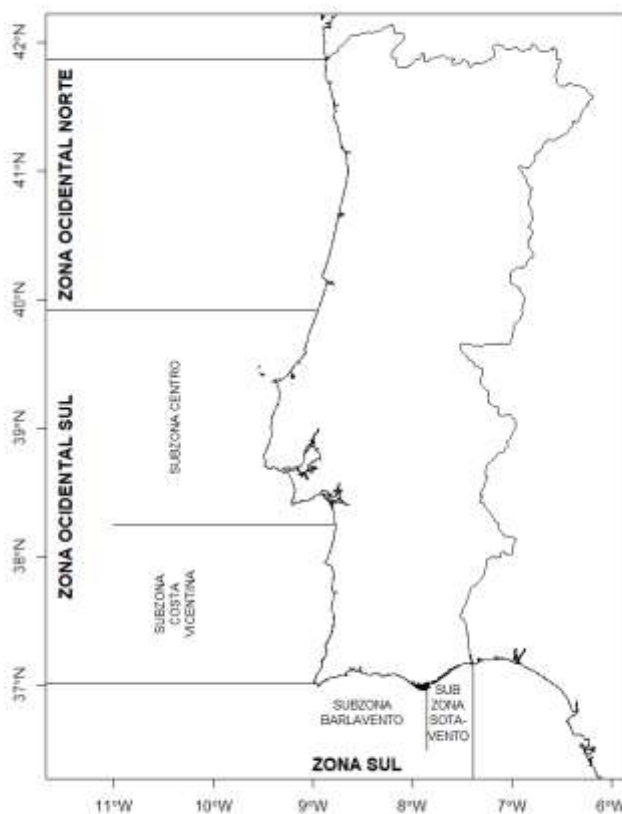 42°N
41°N
40°N
39°N
38°N
37°N
ZONA OCIDENTAL NORTE
ZONA OCIDENTAL SUL
SUBZONA CENTRO
SUBZONA
COSTA
VICENTINA
SUBZONA
BARLAVENTO
SUB
ZONA
SOTA-
VENTO
ZONA SUL
11°W
10°W
9°W
8°W
7°W
6°W